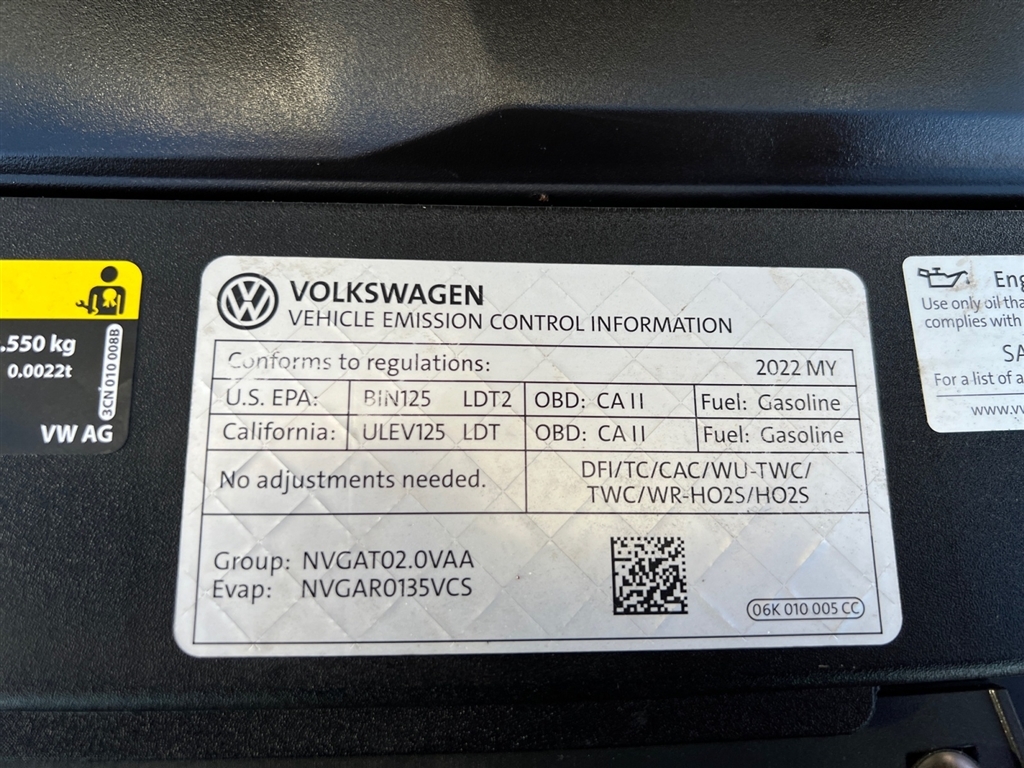 .550 kg
0.0022t
3CN 010 008B
VW AG
VOLKSWAGEN
VEHICLE EMISSION CONTROL INFORMATION
Conforms to regulations: 2022 MY
U.S. EPA: BIN125 LDT2 OBD: CA II Fuel: Gasoline
California: ULEV125 LDT OBD: CA II Fuel: Gasoline
No adjustments needed.
DFI/TC/CAC/WU-TWC/
TWC/WR-HO2S/HO2S
Group: NVGAT02.0VAA
Evap: NVGAR0135VCS
06K 010 005 CC
Eng
Use only oil tha
complies with
SA
For a list of a
www.v